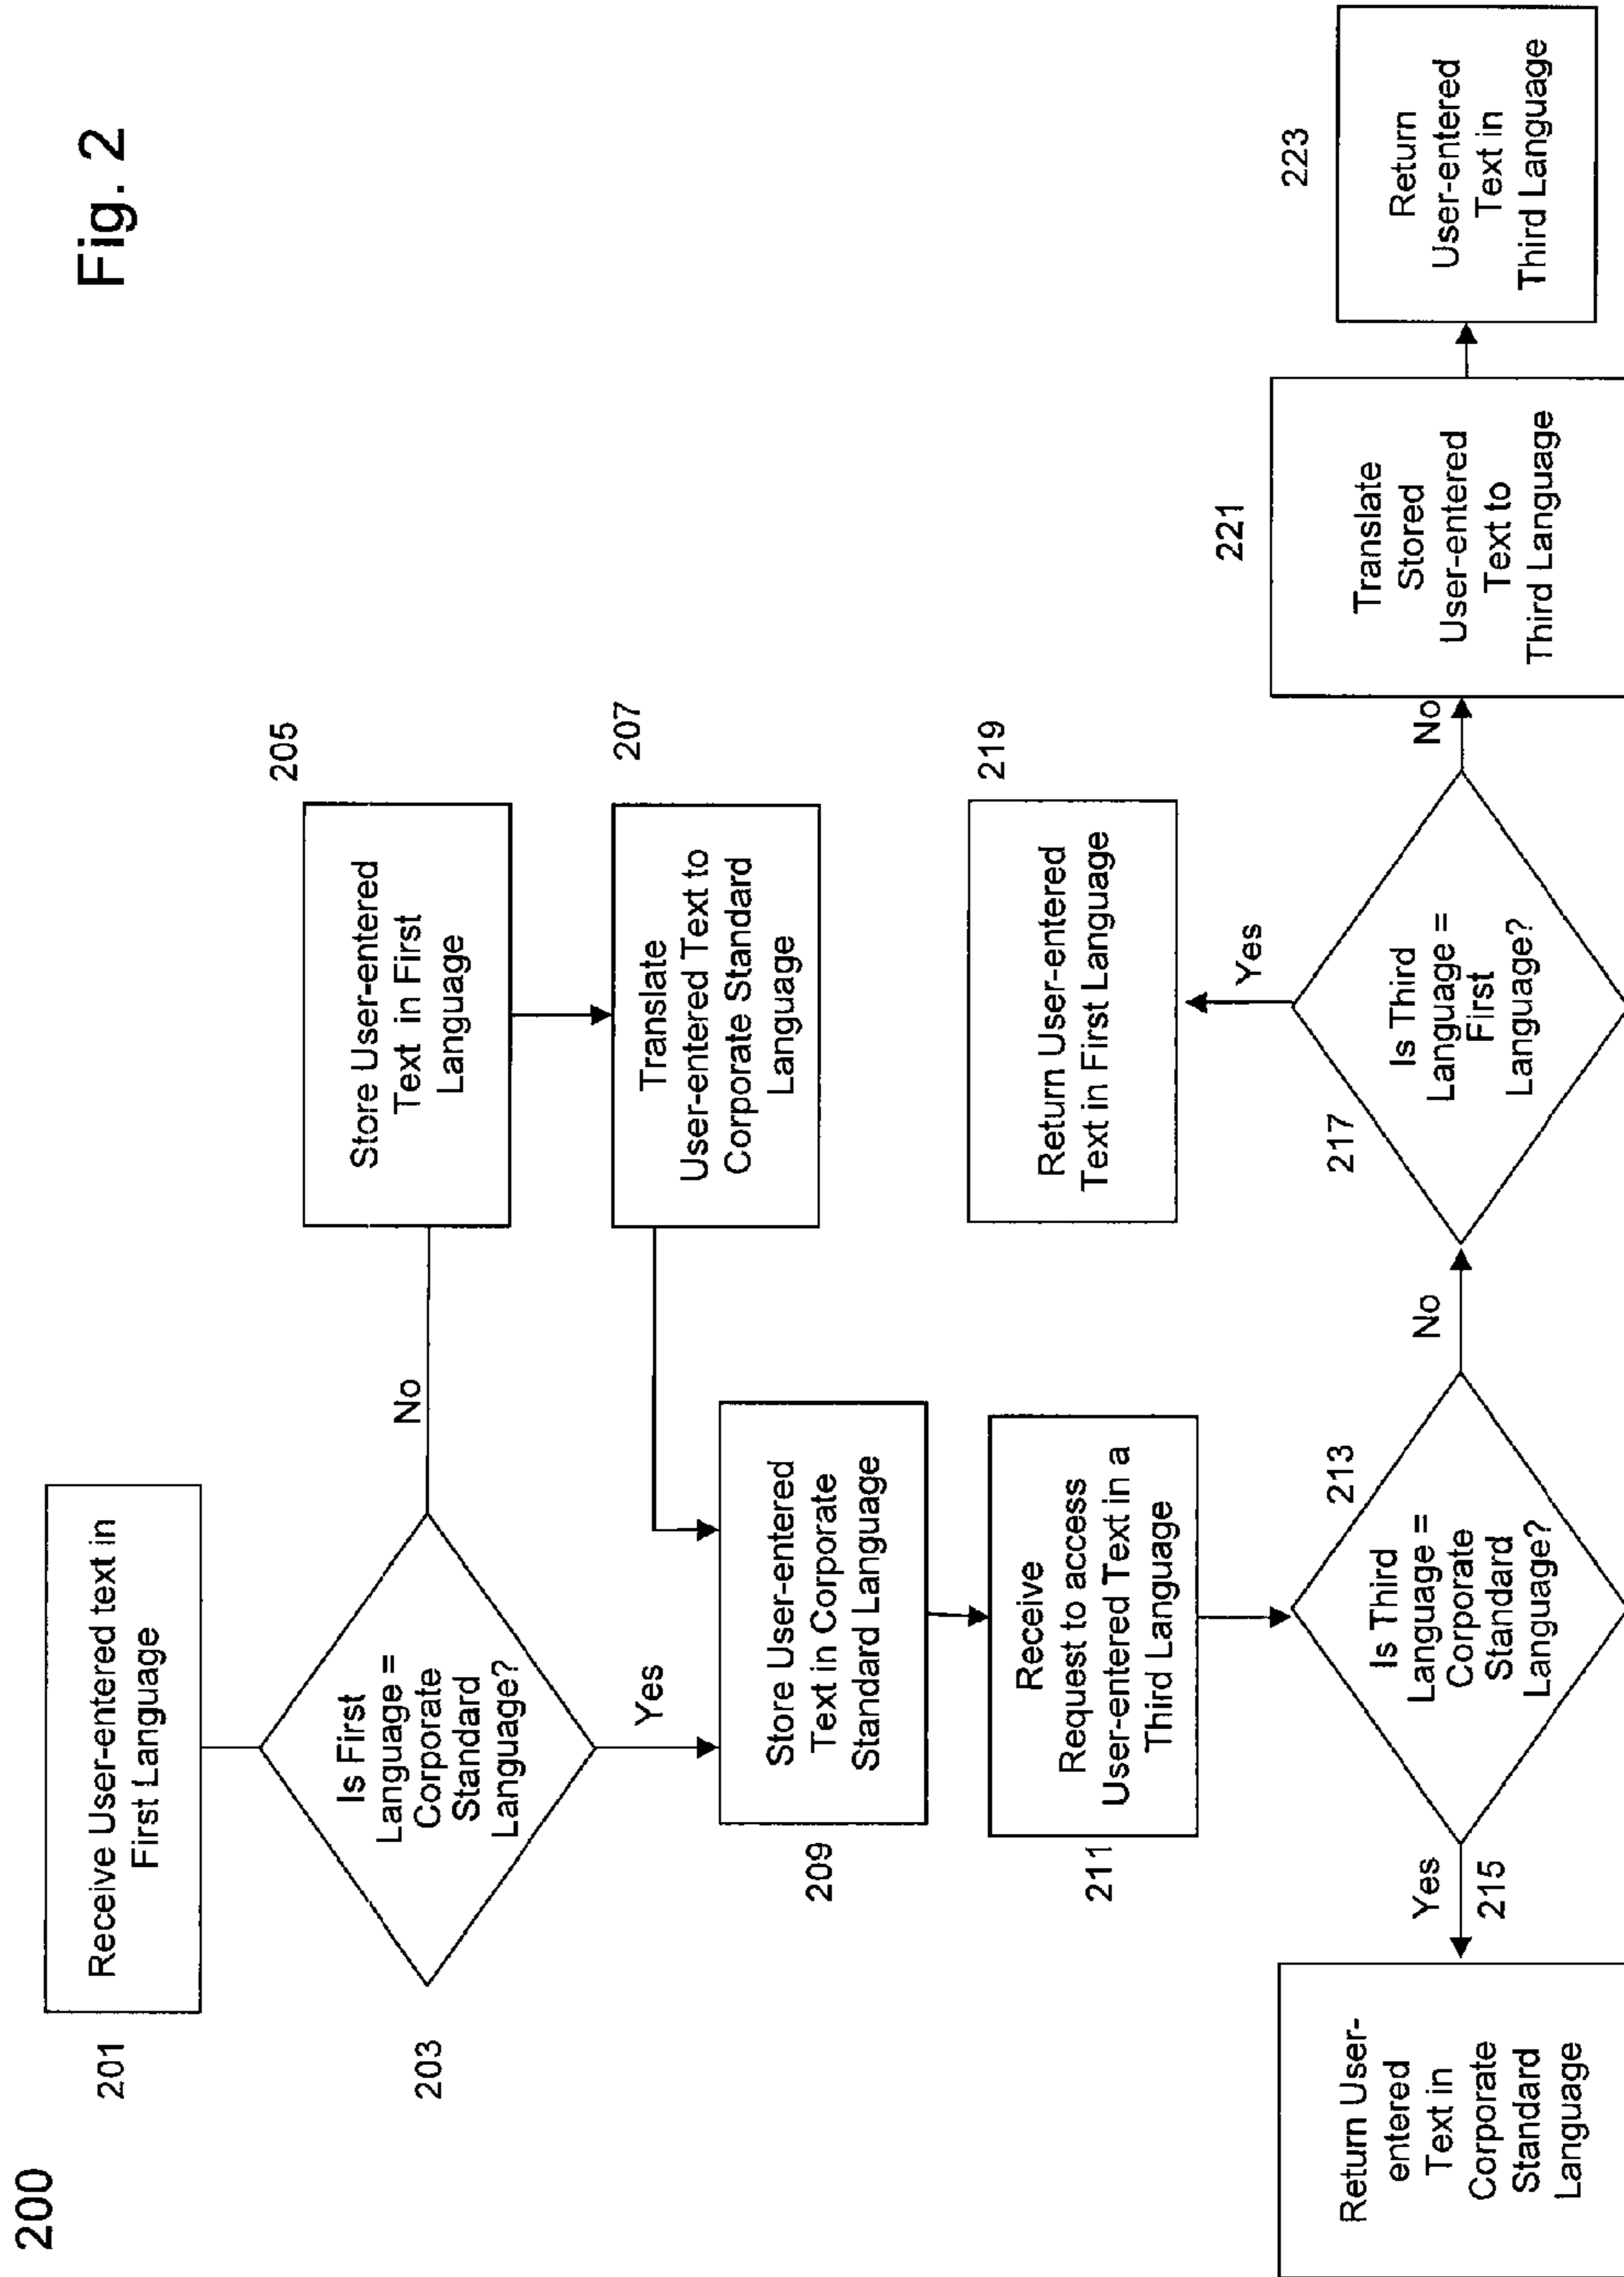 200
Fig. 2
201
Receive User-entered text in
First Language
203
Is First
Language =
Corporate
Standard
Language?
No
Yes
205
Store User-entered
Text in First
Language
207
Translate
User-entered Text to
Corporate Standard
Language
209
Store User-entered
Text in Corporate
Standard Language
211
Receive
Request to access
User-entered Text in a
Third Language
213
Is Third
Language =
Corporate
Standard
Language?
Yes
215
Return User-
entered
Text in
Corporate
Standard
Language
No
217
Is Third
Language =
First
Language?
Yes
219
Return User-entered
Text in First Language
No
221
Translate
Stored
User-entered
Text to
Third Language
223
Return
User-entered
Text in
Third Language